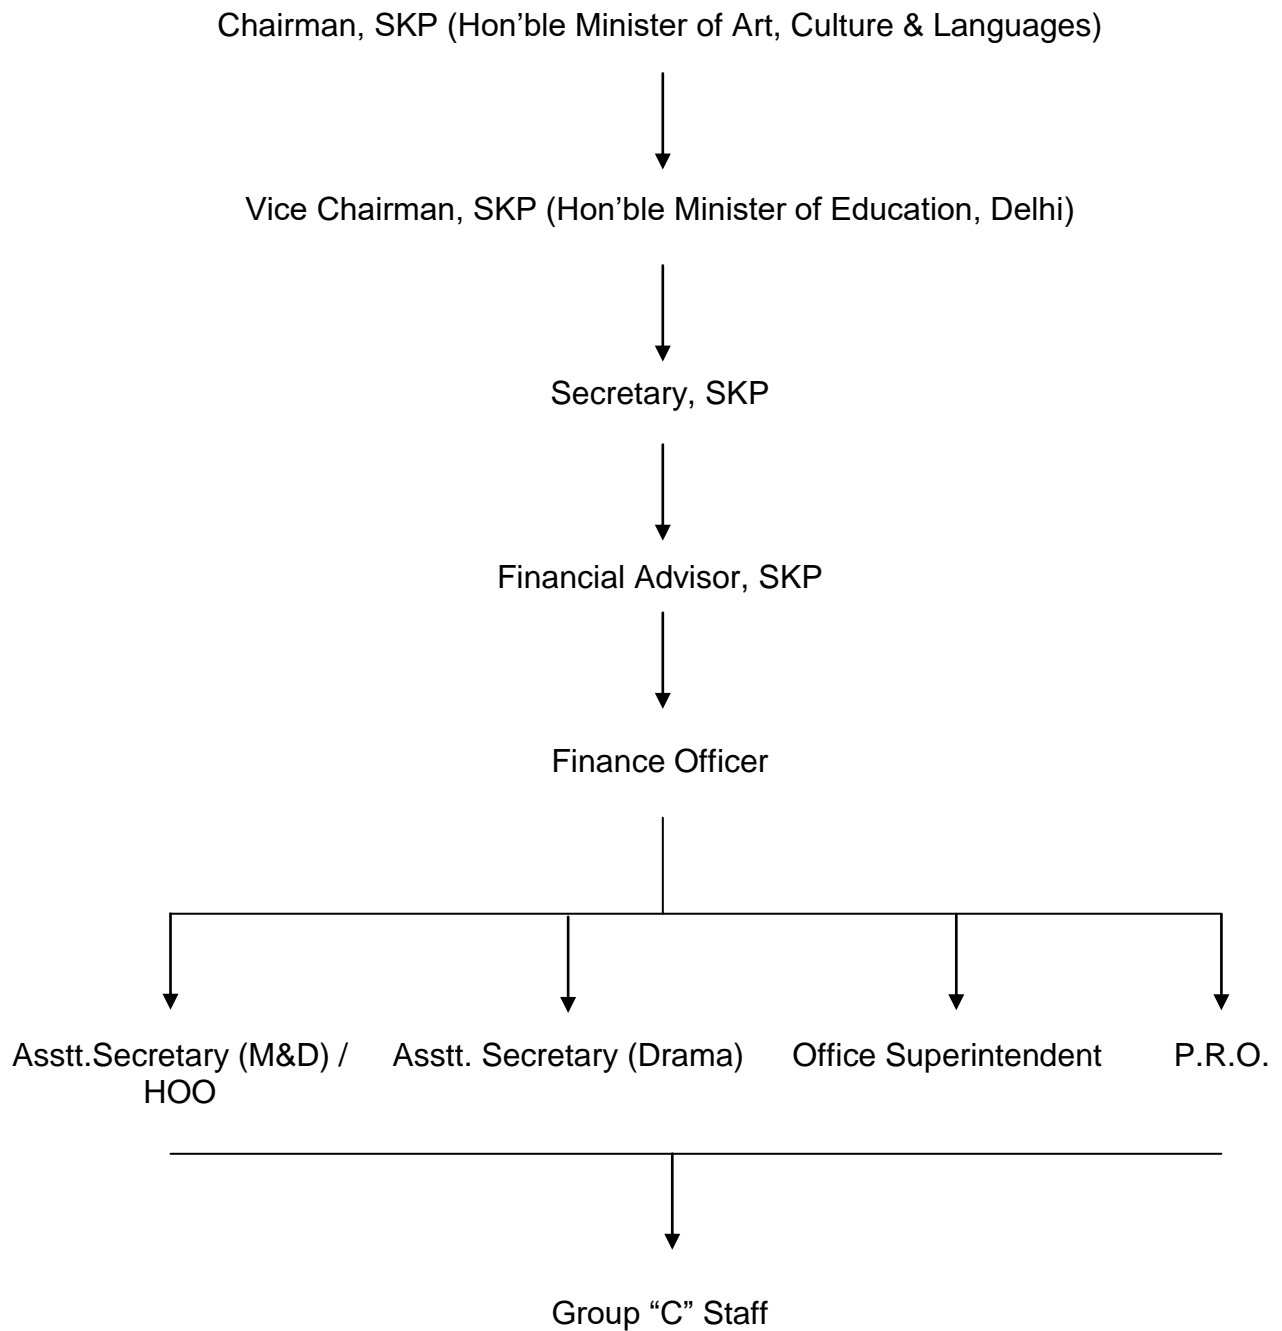 Chairman, SKP (Hon’ble Minister of Art, Culture & Languages)
Vice Chairman, SKP (Hon’ble Minister of Education, Delhi)
Secretary, SKP
Financial Advisor, SKP
Finance Officer
Asstt.Secretary (M&D) /
HOO
Asstt. Secretary (Drama)
Office Superintendent
P.R.O.
Group “C” Staff